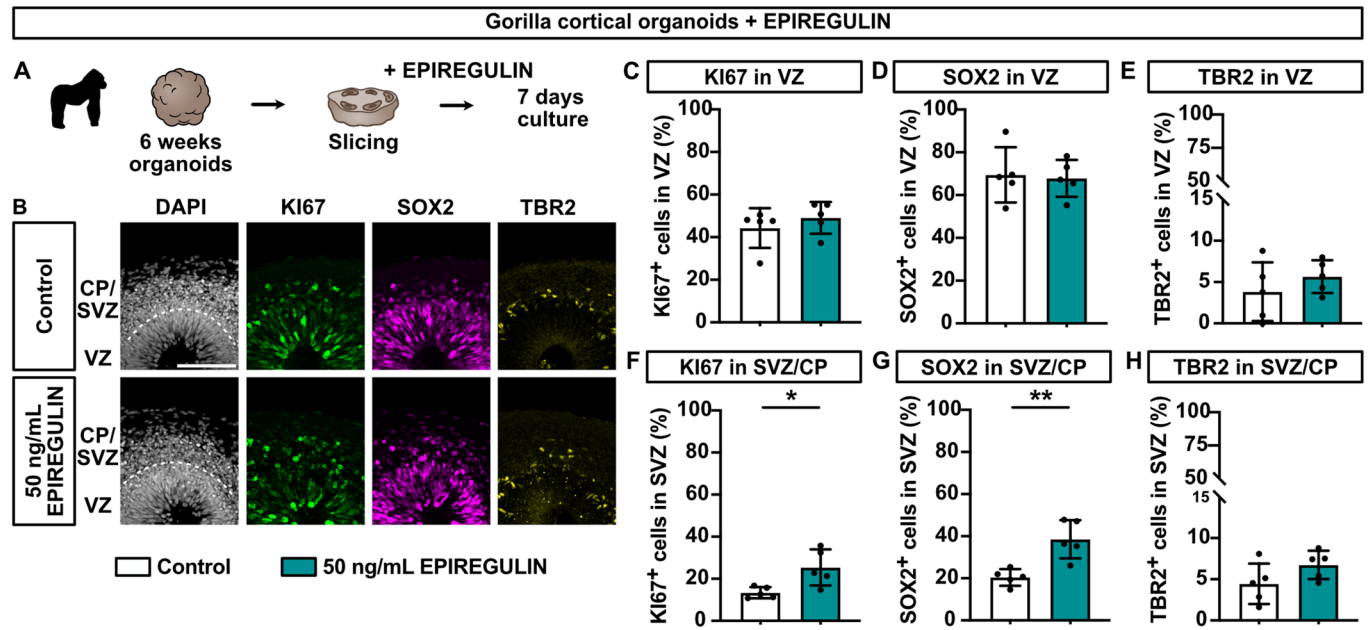 Gorilla cortical organoids + EPIREGULIN
A
+ EPIREGULIN
6 weeks
organoids
Slicing
7 days
culture
B
DAPI
KI67
SOX2
TBR2
Control
CP/
SVZ
VZ
50 ng/mL
EPIREGULIN
CP/
SVZ
VZ
Control
50 ng/mL EPIREGULIN
C
KI67 in VZ
KI67+ cells in VZ (%)
100
80
60
40
20
0
D
SOX2 in VZ
SOX2+ cells in VZ (%)
100
80
60
40
20
0
E
TBR2 in VZ
TBR2+ cells in VZ (%)
100
75
50
15
10
5
0
F
KI67 in SVZ/CP
KI67+ cells in SVZ (%)
100
80
60
40
20
0
*
G
SOX2 in SVZ/CP
SOX2+ cells in SVZ (%)
100
80
60
40
20
0
**
H
TBR2 in SVZ/CP
TBR2+ cells in SVZ (%)
100
75
50
15
10
5
0